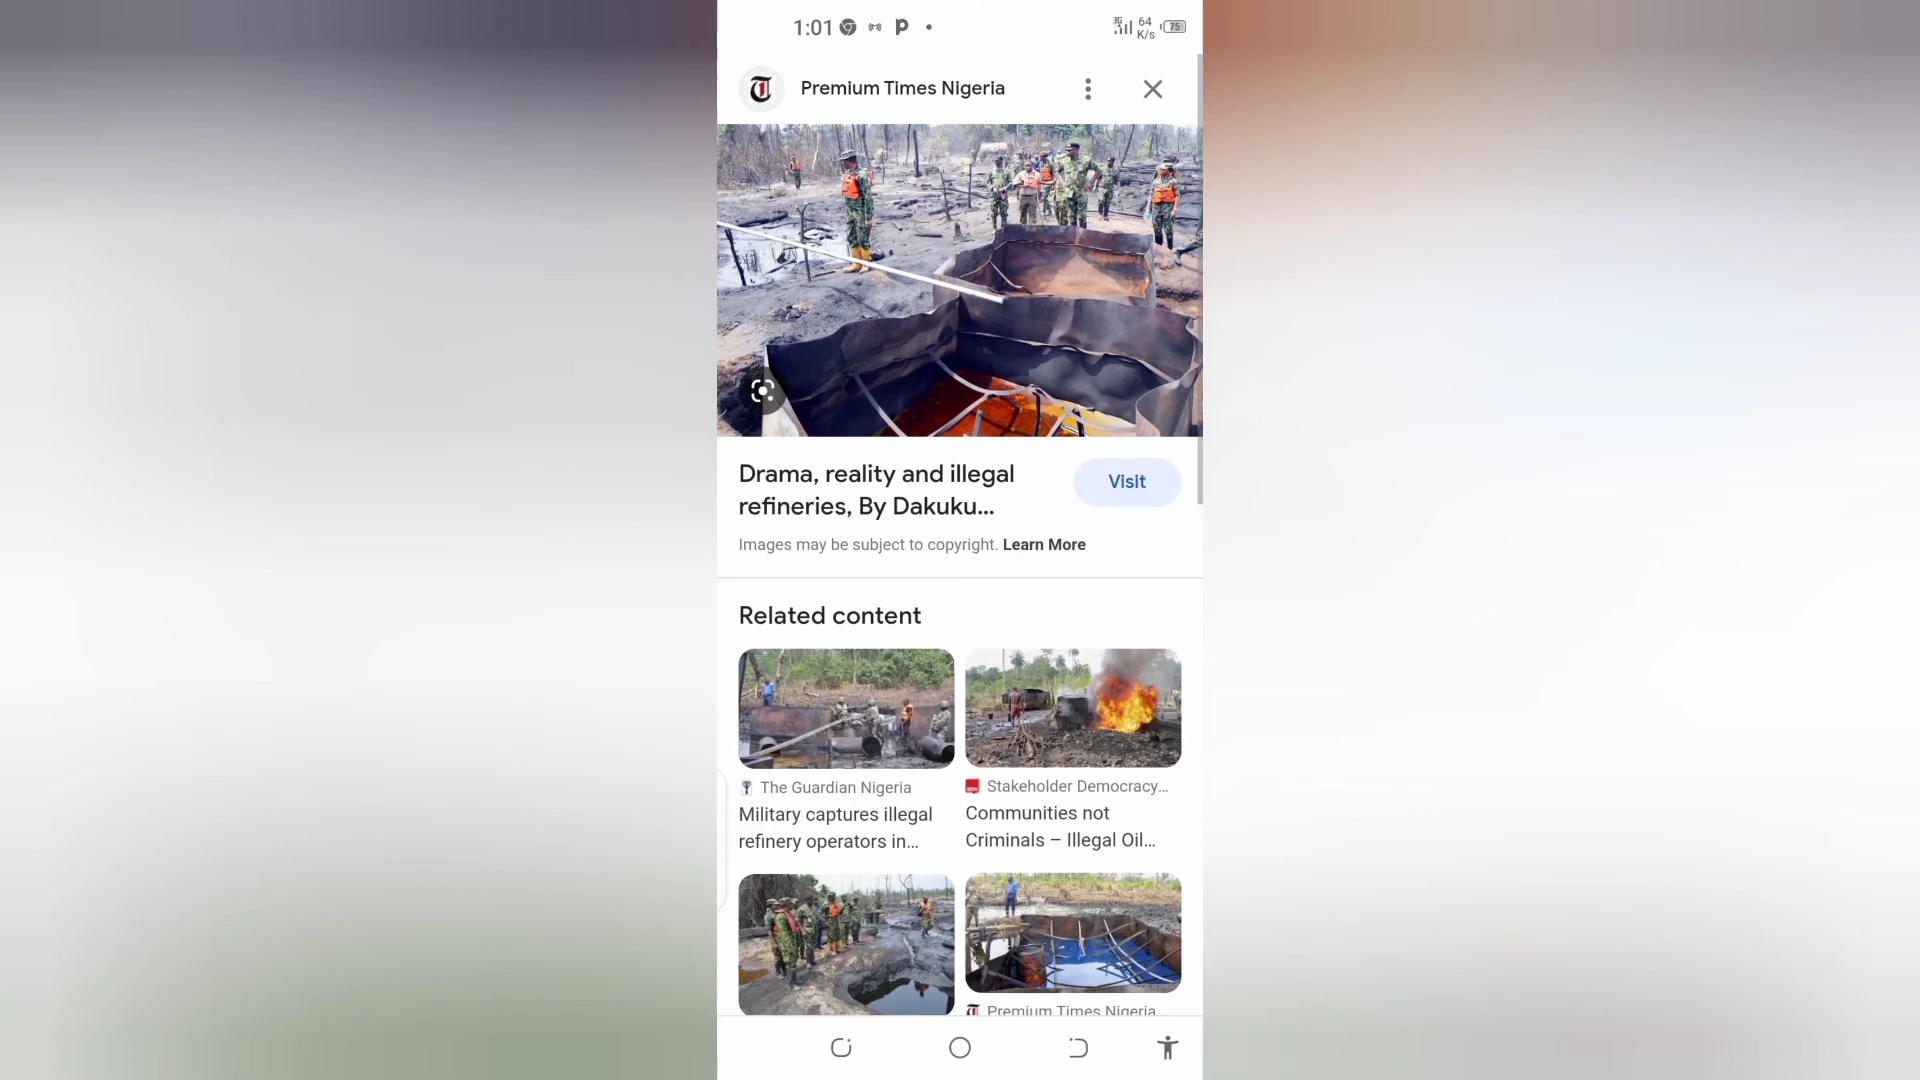 1:01
64
K/s
75
Premium Times Nigeria
Drama, reality and illegal
refineries, By Dakuku...
Visit
Images may be subject to copyright. Learn More
Related content
The Guardian Nigeria
Military captures illegal
refinery operators in...
Stakeholder Democracy...
Communities not
Criminals – Illegal Oil...
Premium Times Nigeria